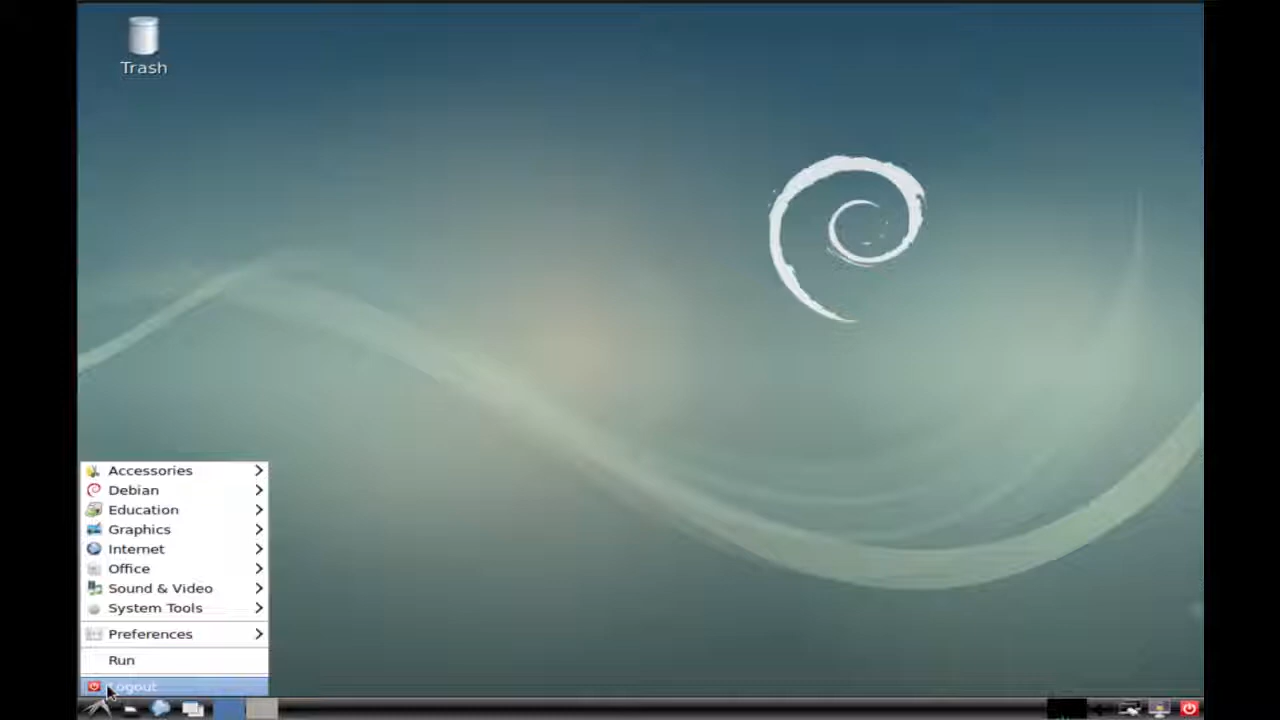 Trash
Accessories
Debian
Education
Graphics
Internet
Office
Sound & Video
System Tools
Preferences
Run
Logout